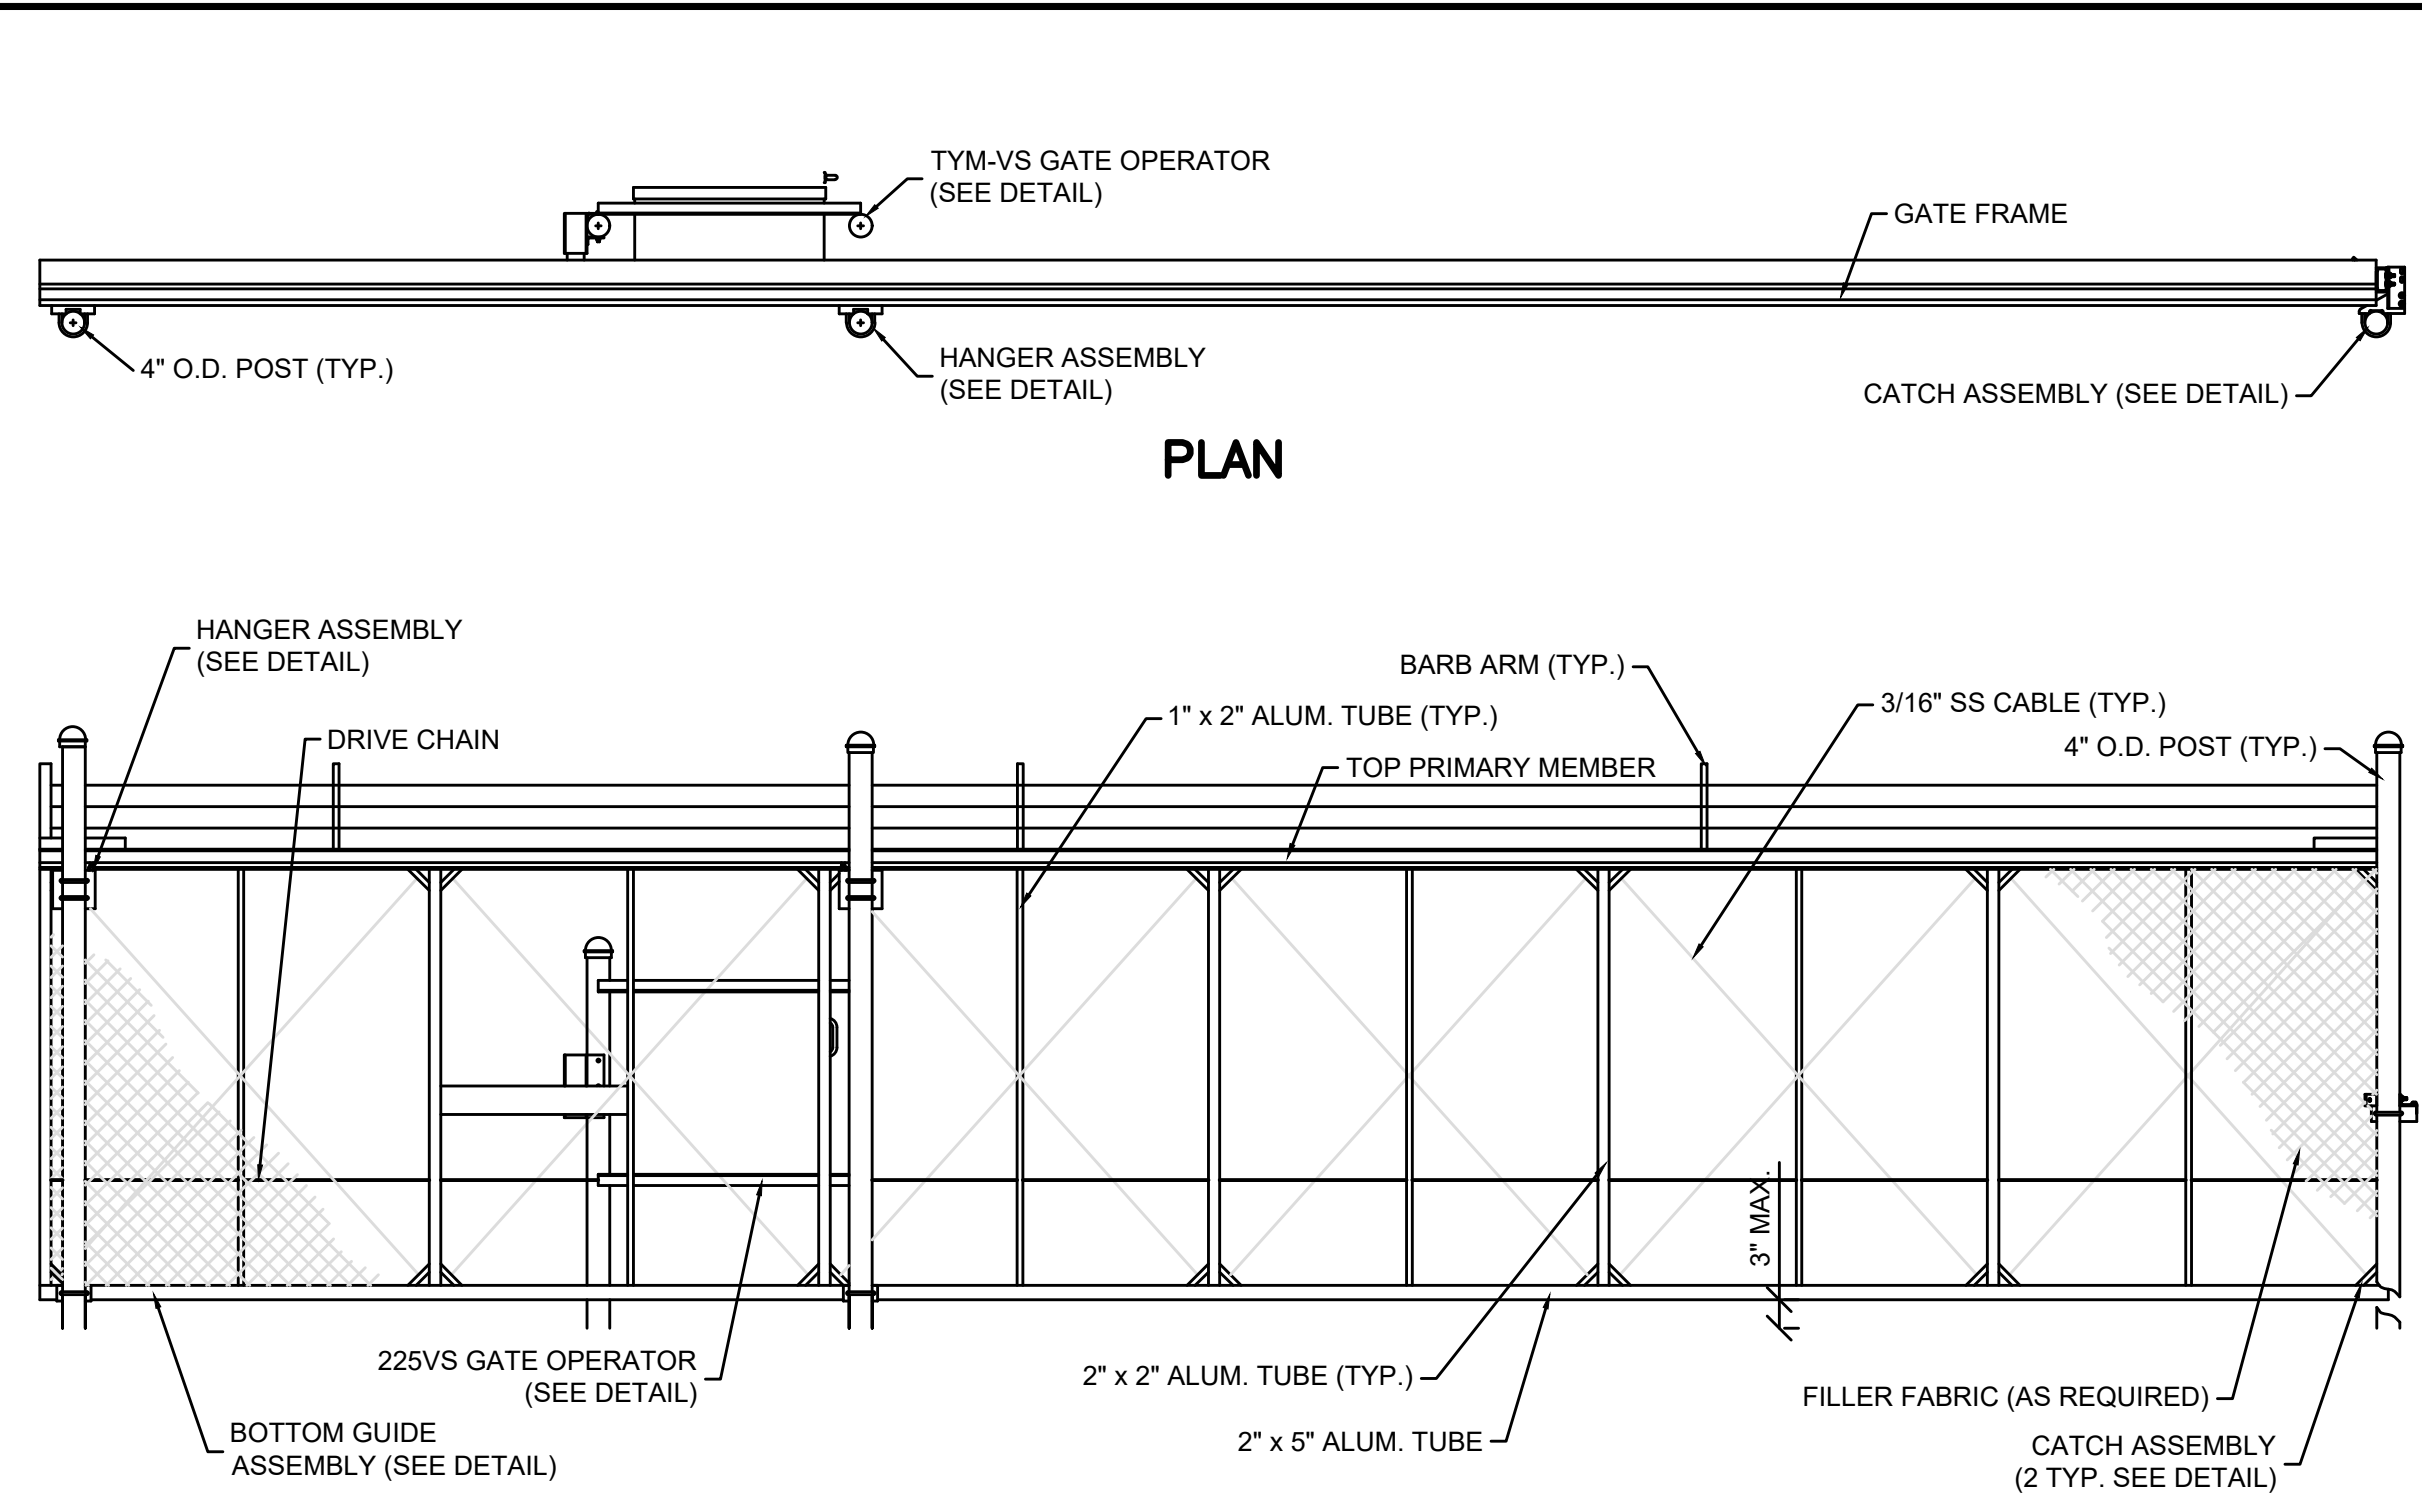 TYM-VS GATE OPERATOR
(SEE DETAIL)
GATE FRAME
4" O.D. POST (TYP.)
HANGER ASSEMBLY
(SEE DETAIL)
CATCH ASSEMBLY (SEE DETAIL)
PLAN
HANGER ASSEMBLY
(SEE DETAIL)
BARB ARM (TYP.)
3/16" SS CABLE (TYP.)
1" x 2" ALUM. TUBE (TYP.)
DRIVE CHAIN
4" O.D. POST (TYP.)
TOP PRIMARY MEMBER
3" MAX.
225VS GATE OPERATOR
(SEE DETAIL)
2" x 2" ALUM. TUBE (TYP.)
FILLER FABRIC (AS REQUIRED)
BOTTOM GUIDE
ASSEMBLY (SEE DETAIL)
2" x 5" ALUM. TUBE
CATCH ASSEMBLY
(2 TYP. SEE DETAIL)